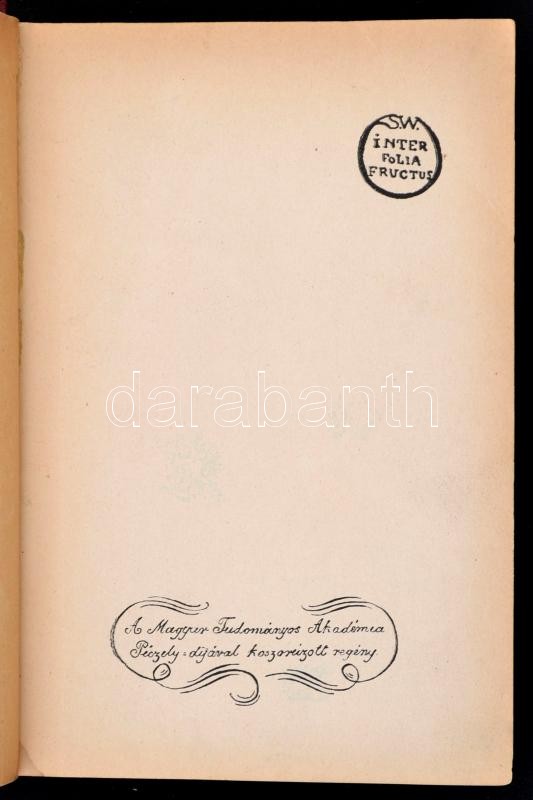 S.W.
INTER
FOLIA
FRUCTUS
darabanth
A Magyar Tudományos Akadémia
Péczely-díjával koszorúzott regény